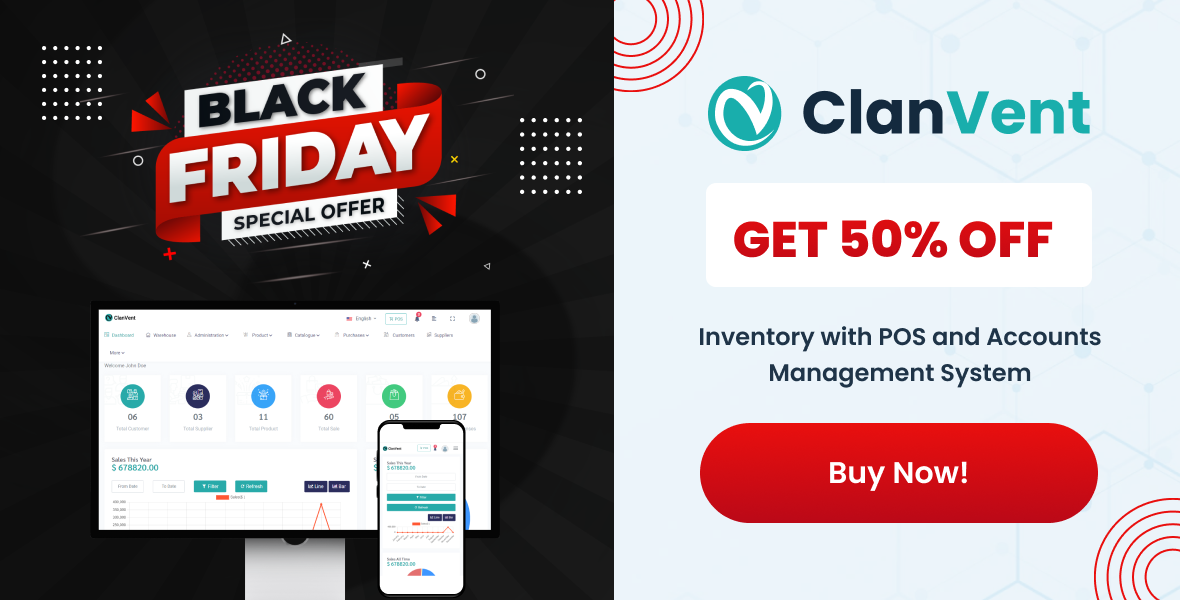 BLACK
FRIDAY
SPECIAL OFFER
ClanVent
GET 50% OFF
Inventory with POS and Accounts
Management System
Buy Now!
ClanVent
English
POS
Dashboard
Warehouse
Administration
Product
Catalogue
Purchases
Customers
Suppliers
More
Welcome John Doe
06
Total Customer
03
Total Supplier
11
Total Product
60
Total Sale
05
107
Sales This Year
$ 678820.00
From Date
To Date
Filter
Refresh
Line
Bar
400,000
300,000
200,000
100,000
ClanVent
POS
Sales This Year
$ 678820.00
Filter
Refresh
Line
Bar
Sales All Time
$ 678820.00